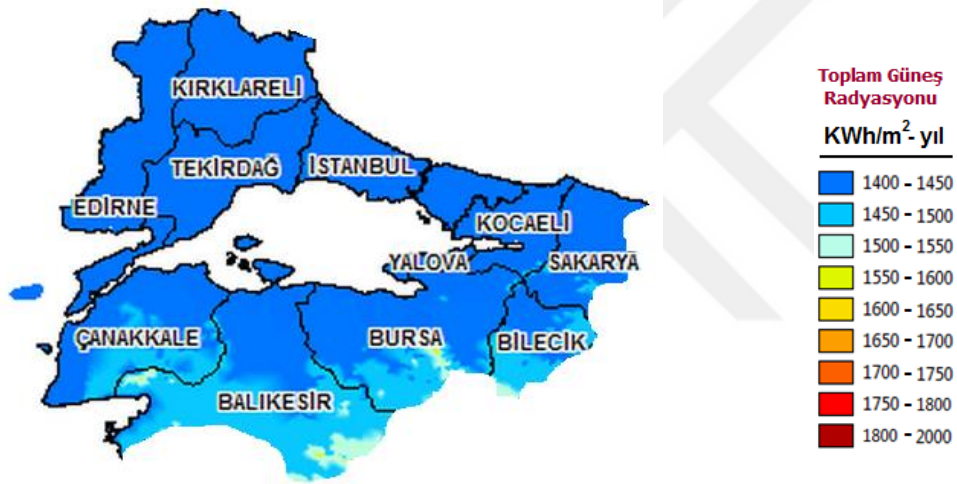 KIRKLARELİ
TEKİRDAĞ
İSTANBUL
EDİRNE
KOCAELİ
YALOVA
SAKARYA
ÇANAKKALE
BURSA
BİLECİK
BALIKESİR
Toplam Güneş
Radyasyonu
KWh/m²- yıl
1400 - 1450
1450 - 1500
1500 - 1550
1550 - 1600
1600 - 1650
1650 - 1700
1700 - 1750
1750 - 1800
1800 - 2000